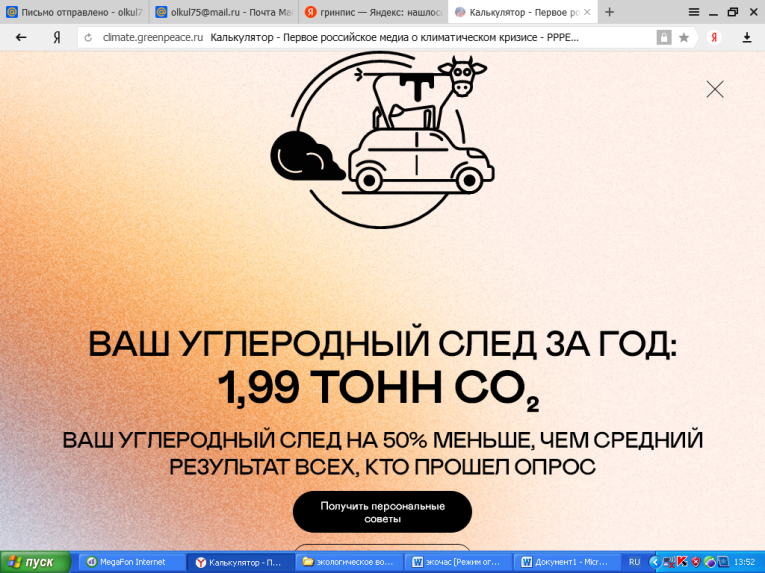 Письмо отправлено - olkul7
olkul75@mail.ru - Почта Ma
гринпис — Яндекс: нашлос
Калькулятор - Первое ро
climate.greenpeace.ru Калькулятор - Первое российское медиа о климатическом кризисе - PPPE...
ВАШ УГЛЕРОДНЫЙ СЛЕД ЗА ГОД:
1,99 ТОНН CO₂
ВАШ УГЛЕРОДНЫЙ СЛЕД НА 50% МЕНЬШЕ, ЧЕМ СРЕДНИЙ
РЕЗУЛЬТАТ ВСЕХ, КТО ПРОШЕЛ ОПРОС
Получить персональные
советы
пуск
MegaFon Internet
Калькулятор - П...
экологическое во...
экочас [Режим ог...
Документ1 - Micr...
RU
13:52